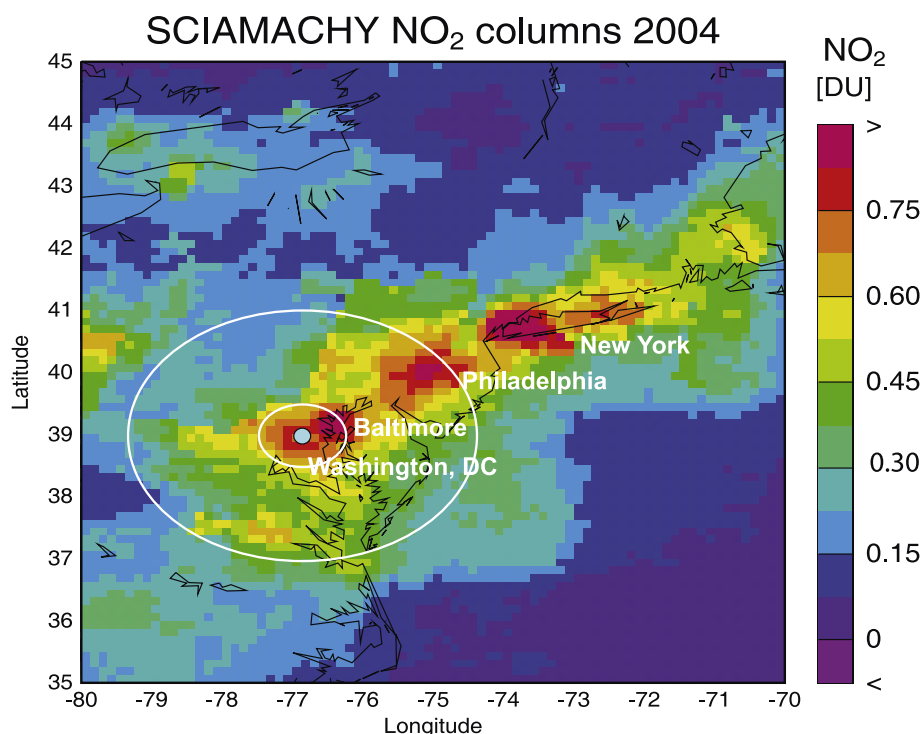 SCIAMACHY NO₂ columns 2004
NO₂
[DU]
>
0.75
0.60
0.45
0.30
0.15
0
<
45
44
43
42
41
40
39
38
37
36
35
Latitude
New York
Philadelphia
Baltimore
Washington, DC
-80 -79 -78 -77 -76 -75 -74 -73 -72 -71 -70
Longitude